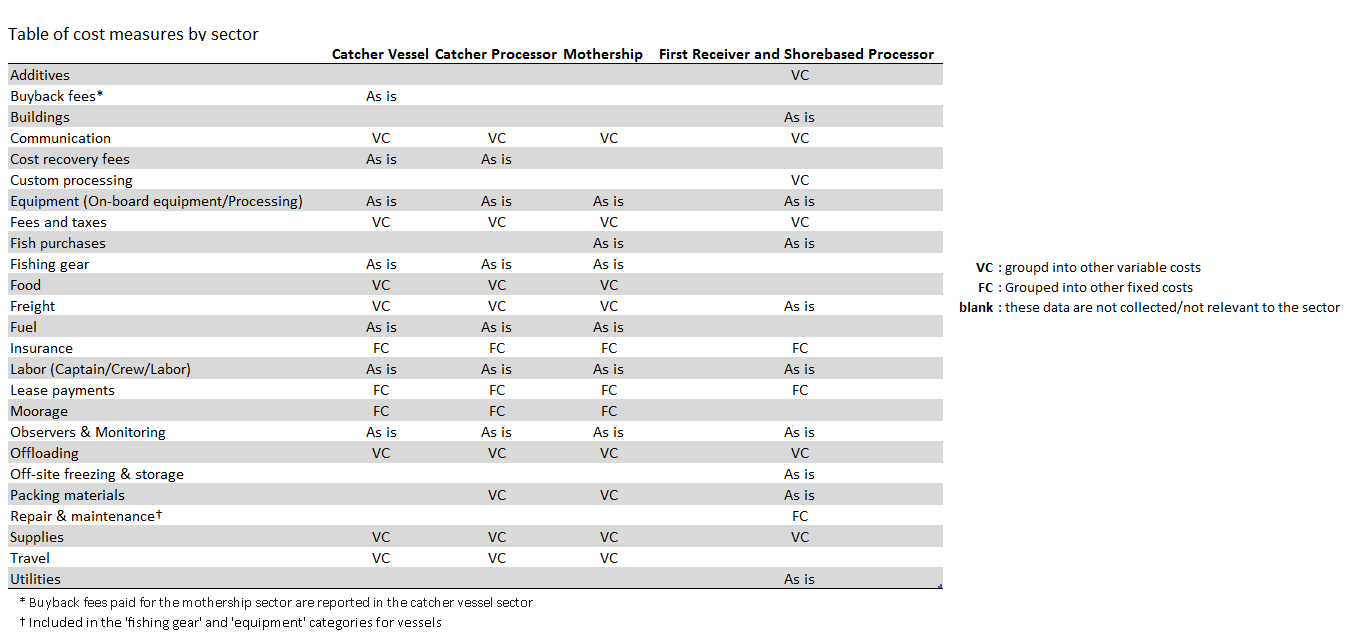 Table of cost measures by sector
Catcher Vessel Catcher Processor Mothership First Receiver and Shorebased Processor
Additives VC
Buyback fees* As is
Buildings As is
Communication VC VC VC VC
Cost recovery fees As is As is
Custom processing VC
Equipment (On-board equipment/Processing) As is As is As is As is
Fees and taxes VC VC VC VC
Fish purchases As is As is
Fishing gear As is As is As is
Food VC VC VC
Freight VC VC VC As is
Fuel As is As is As is
Insurance FC FC FC FC
Labor (Captain/Crew/Labor) As is As is As is As is
Lease payments FC FC FC FC
Moorage FC FC FC
Observers & Monitoring As is As is As is As is
Offloading VC VC VC VC
Off-site freezing & storage As is
Packing materials VC VC As is
Repair & maintenance† FC
Supplies VC VC VC VC
Travel VC VC VC
Utilities As is
* Buyback fees paid for the mothership sector are reported in the catcher vessel sector
† Included in the 'fishing gear' and 'equipment' categories for vessels
VC : groupd into other variable costs
FC : Grouped into other fixed costs
blank : these data are not collected/not relevant to the sector